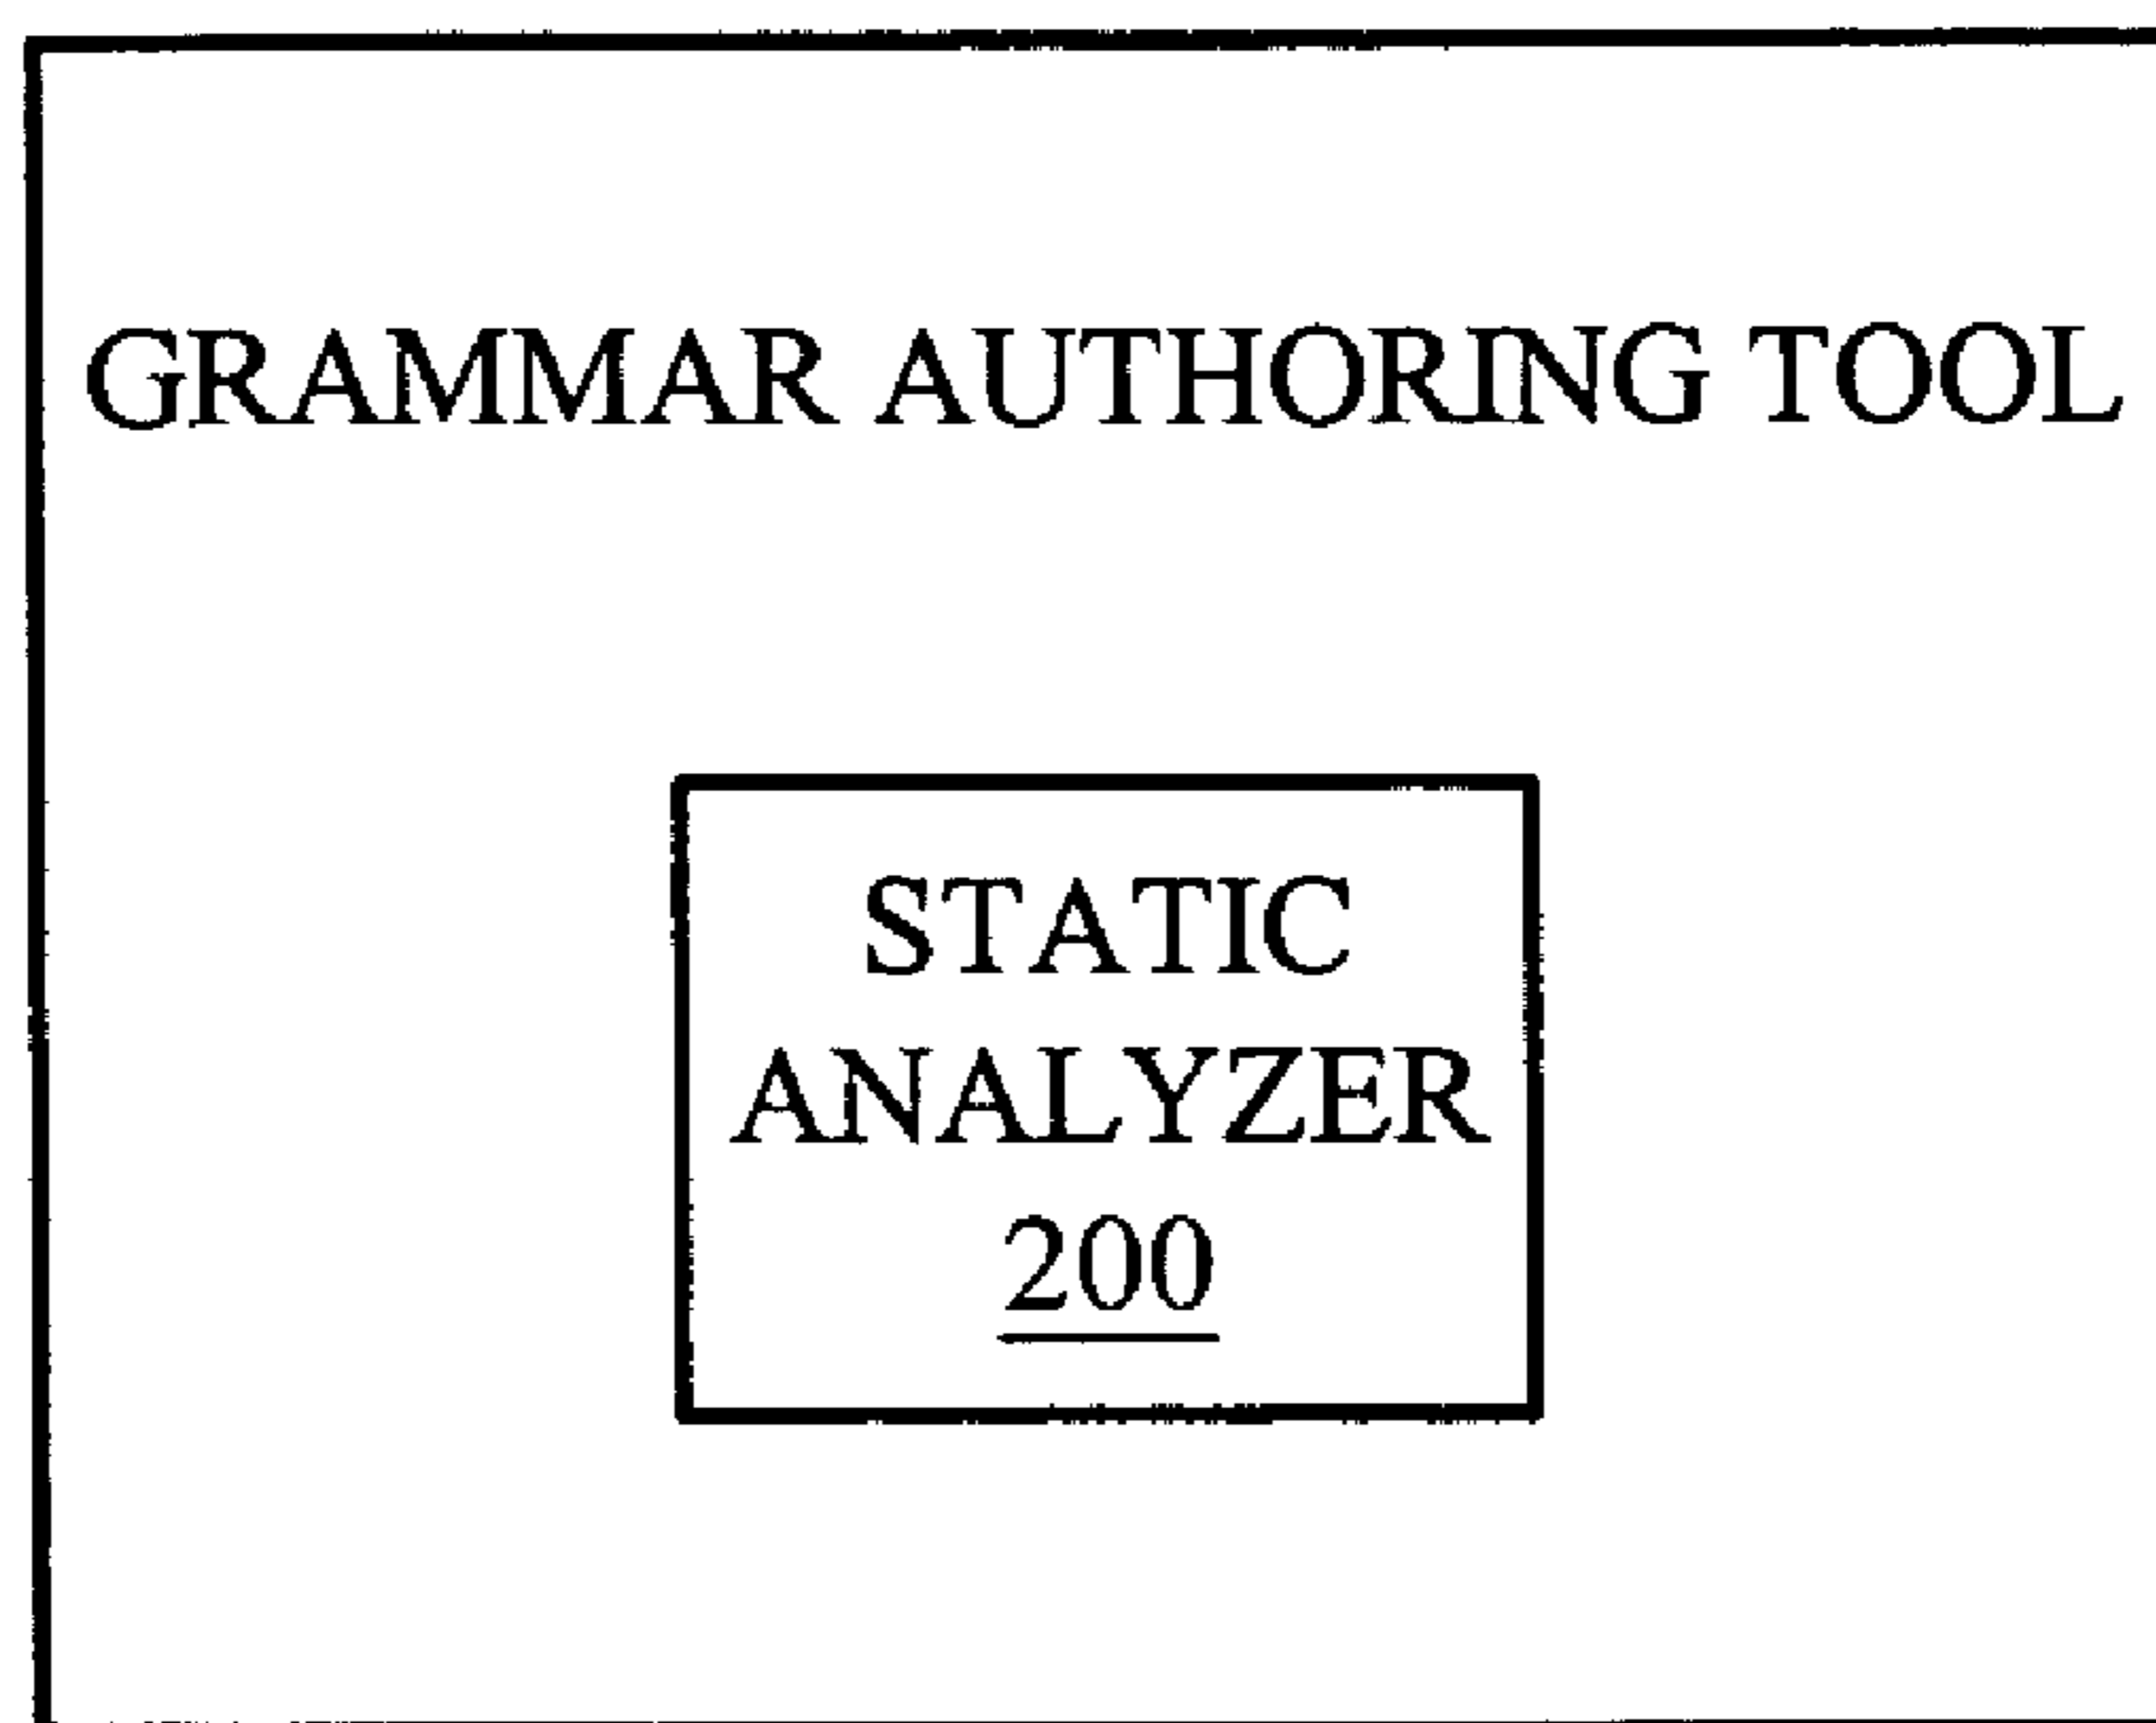 GRAMMAR AUTHORING TOOL
STATIC
ANALYZER
200